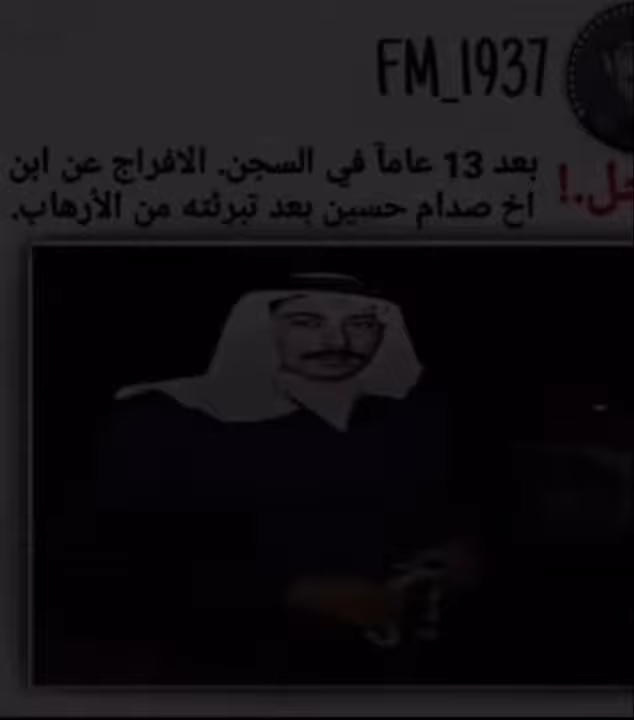 FM_1937
بعد 13 عاماً في السجن. الافراج عن ابن
اخ صدام حسين بعد تبرئته من الأرهاب.